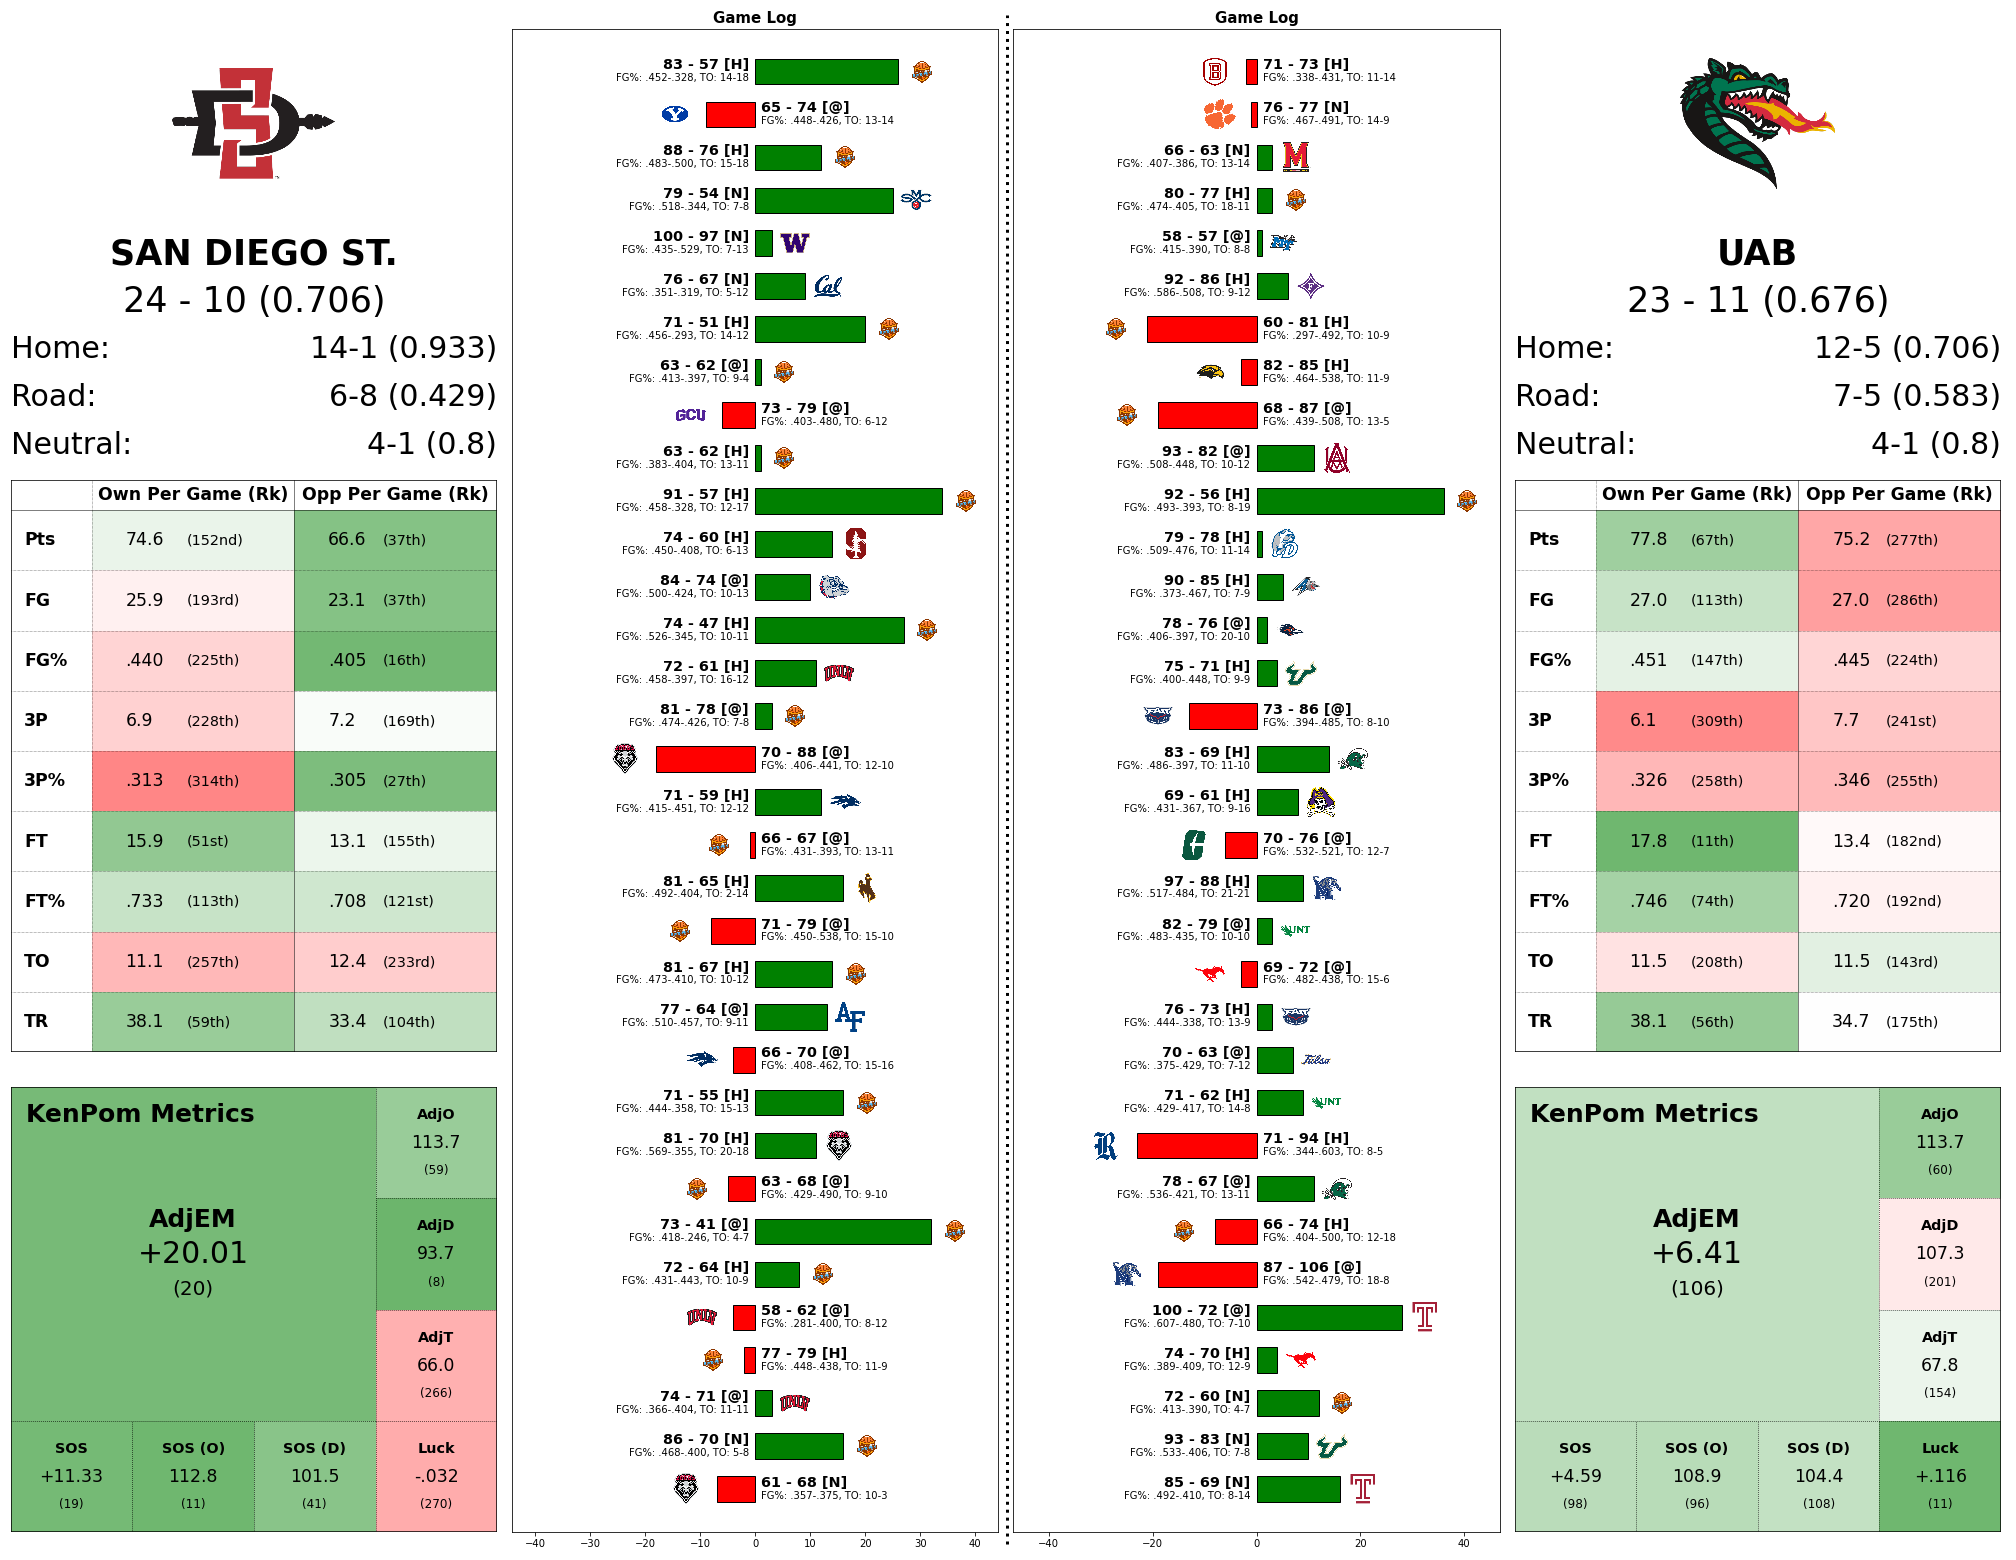 SAN DIEGO ST.
24 - 10 (0.706)
Home: 14-1 (0.933)
Road: 6-8 (0.429)
Neutral: 4-1 (0.8)
Own Per Game (Rk) Opp Per Game (Rk)
Pts 74.6 (152nd) 66.6 (37th)
FG 25.9 (193rd) 23.1 (37th)
FG% .440 (225th) .405 (16th)
3P 6.9 (228th) 7.2 (169th)
3P% .313 (314th) .305 (27th)
FT 15.9 (51st) 13.1 (155th)
FT% .733 (113th) .708 (121st)
TO 11.1 (257th) 12.4 (233rd)
TR 38.1 (59th) 33.4 (104th)
KenPom Metrics
AdjEM
+20.01
(20)
AdjO
113.7
(59)
AdjD
93.7
(8)
AdjT
66.0
(266)
SOS
+11.33
(19)
SOS (O)
112.8
(11)
SOS (D)
101.5
(41)
Luck
-.032
(270)
Game Log
83 - 57 [H]
FG%: .452-.328, TO: 14-18
65 - 74 [@]
FG%: .448-.426, TO: 13-14
88 - 76 [H]
FG%: .483-.500, TO: 15-18
79 - 54 [N]
FG%: .518-.344, TO: 7-8
100 - 97 [N]
FG%: .435-.529, TO: 7-13
W
76 - 67 [N]
FG%: .351-.319, TO: 5-12
Cal
71 - 51 [H]
FG%: .456-.293, TO: 14-12
63 - 62 [@]
FG%: .413-.397, TO: 9-4
GCU
73 - 79 [@]
FG%: .403-.480, TO: 6-12
63 - 62 [H]
FG%: .383-.404, TO: 13-11
91 - 57 [H]
FG%: .458-.328, TO: 12-17
74 - 60 [H]
FG%: .450-.408, TO: 6-13
84 - 74 [@]
FG%: .500-.424, TO: 10-13
74 - 47 [H]
FG%: .526-.345, TO: 10-11
72 - 61 [H]
FG%: .458-.397, TO: 16-12
UNLV
81 - 78 [@]
FG%: .474-.426, TO: 7-8
70 - 88 [@]
FG%: .406-.441, TO: 12-10
71 - 59 [H]
FG%: .415-.451, TO: 12-12
66 - 67 [@]
FG%: .431-.393, TO: 13-11
81 - 65 [H]
FG%: .492-.404, TO: 2-14
71 - 79 [@]
FG%: .450-.538, TO: 15-10
81 - 67 [H]
FG%: .473-.410, TO: 10-12
77 - 64 [@]
FG%: .510-.457, TO: 9-11
AF
66 - 70 [@]
FG%: .408-.462, TO: 15-16
71 - 55 [H]
FG%: .444-.358, TO: 15-13
81 - 70 [H]
FG%: .569-.355, TO: 20-18
63 - 68 [@]
FG%: .429-.490, TO: 9-10
73 - 41 [@]
FG%: .418-.246, TO: 4-7
72 - 64 [H]
FG%: .431-.443, TO: 10-9
UNLV
58 - 62 [@]
FG%: .281-.400, TO: 8-12
77 - 79 [H]
FG%: .448-.438, TO: 11-9
74 - 71 [@]
FG%: .366-.404, TO: 11-11
UNLV
86 - 70 [N]
FG%: .468-.400, TO: 5-8
61 - 68 [N]
FG%: .357-.375, TO: 10-3
−40 −30 −20 −10 0 10 20 30 40
Game Log
B
71 - 73 [H]
FG%: .338-.431, TO: 11-14
76 - 77 [N]
FG%: .467-.491, TO: 14-9
66 - 63 [N]
FG%: .407-.386, TO: 13-14
M
80 - 77 [H]
FG%: .474-.405, TO: 18-11
58 - 57 [@]
FG%: .415-.390, TO: 8-8
92 - 86 [H]
FG%: .586-.508, TO: 9-12
60 - 81 [H]
FG%: .297-.492, TO: 10-9
82 - 85 [H]
FG%: .464-.538, TO: 11-9
68 - 87 [@]
FG%: .439-.508, TO: 13-5
93 - 82 [@]
FG%: .508-.448, TO: 10-12
92 - 56 [H]
FG%: .493-.393, TO: 8-19
79 - 78 [H]
FG%: .509-.476, TO: 11-14
90 - 85 [H]
FG%: .373-.467, TO: 7-9
78 - 76 [@]
FG%: .406-.397, TO: 20-10
75 - 71 [H]
FG%: .400-.448, TO: 9-9
FAU
73 - 86 [@]
FG%: .394-.485, TO: 8-10
83 - 69 [H]
FG%: .486-.397, TO: 11-10
69 - 61 [H]
FG%: .431-.367, TO: 9-16
C
70 - 76 [@]
FG%: .532-.521, TO: 12-7
97 - 88 [H]
FG%: .517-.484, TO: 21-21
82 - 79 [@]
FG%: .483-.435, TO: 10-10
UNT
69 - 72 [@]
FG%: .482-.438, TO: 15-6
76 - 73 [H]
FG%: .444-.338, TO: 13-9
FAU
70 - 63 [@]
FG%: .375-.429, TO: 7-12
Tulsa
71 - 62 [H]
FG%: .429-.417, TO: 14-8
UNT
R
71 - 94 [H]
FG%: .344-.603, TO: 8-5
78 - 67 [@]
FG%: .536-.421, TO: 13-11
66 - 74 [H]
FG%: .404-.500, TO: 12-18
87 - 106 [@]
FG%: .542-.479, TO: 18-8
100 - 72 [@]
FG%: .607-.480, TO: 7-10
T
74 - 70 [H]
FG%: .389-.409, TO: 12-9
72 - 60 [N]
FG%: .413-.390, TO: 4-7
93 - 83 [N]
FG%: .533-.406, TO: 7-8
85 - 69 [N]
FG%: .492-.410, TO: 8-14
T
−40 −20 0 20 40
UAB
23 - 11 (0.676)
Home: 12-5 (0.706)
Road: 7-5 (0.583)
Neutral: 4-1 (0.8)
Own Per Game (Rk) Opp Per Game (Rk)
Pts 77.8 (67th) 75.2 (277th)
FG 27.0 (113th) 27.0 (286th)
FG% .451 (147th) .445 (224th)
3P 6.1 (309th) 7.7 (241st)
3P% .326 (258th) .346 (255th)
FT 17.8 (11th) 13.4 (182nd)
FT% .746 (74th) .720 (192nd)
TO 11.5 (208th) 11.5 (143rd)
TR 38.1 (56th) 34.7 (175th)
KenPom Metrics
AdjEM
+6.41
(106)
AdjO
113.7
(60)
AdjD
107.3
(201)
AdjT
67.8
(154)
SOS
+4.59
(98)
SOS (O)
108.9
(96)
SOS (D)
104.4
(108)
Luck
+.116
(11)